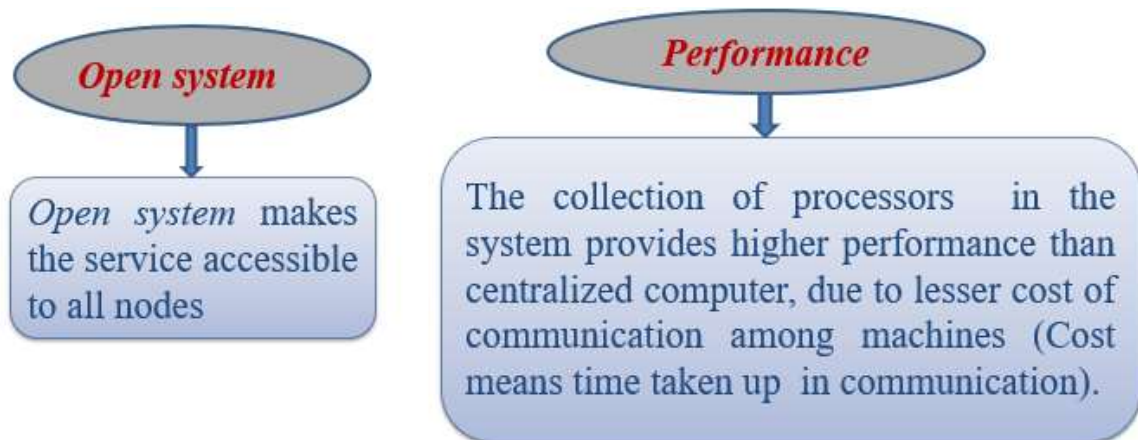 Open system
Open system makes
the service accessible
to all nodes
Performance
The collection of processors in the
system provides higher performance than
centralized computer, due to lesser cost of
communication among machines (Cost
means time taken up in communication).